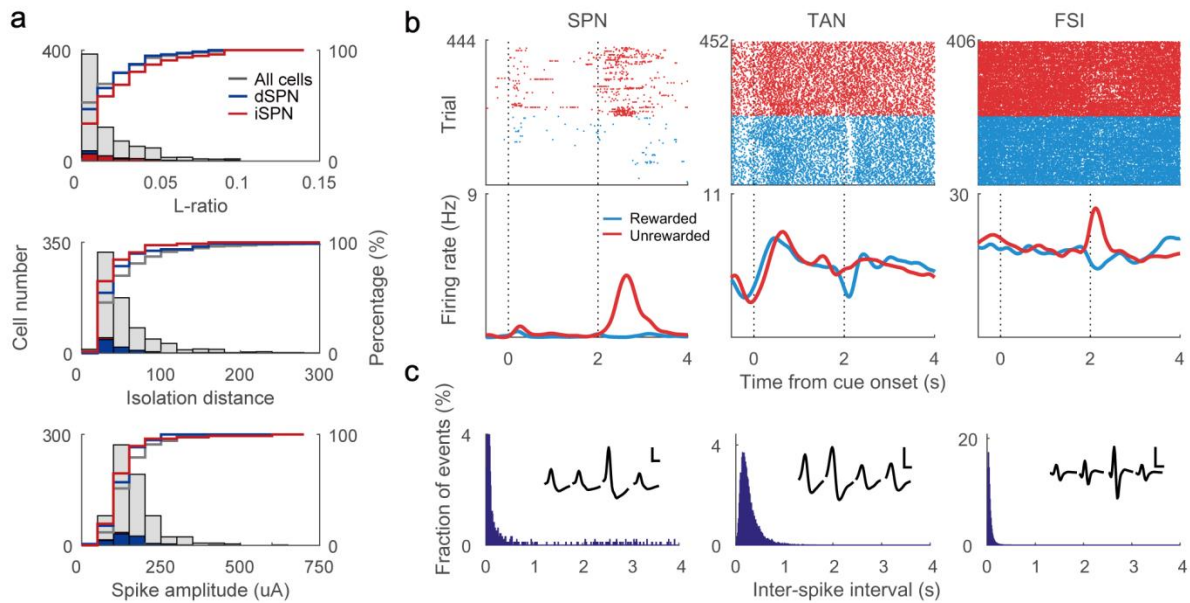 a
400
100
All cells
dSPN
iSPN
0
0
0 0.05 0.1 0.15
L-ratio
350
100
0
0
0 100 200 300
Isolation distance
300
100
0
0
0 250 500 750
Spike amplitude (uA)
Cell number
Percentage (%)
b
SPN TAN FSI
444 452 406
Trial
9 11 30
Rewarded
Unrewarded
Firing rate (Hz)
0 2 4 0 2 4 0 2 4
Time from cue onset (s)
c
Fraction of events (%)
4 4 20
0 0 0
0 1 2 3 4 0 1 2 3 4 0 1 2 3 4
Inter-spike interval (s)